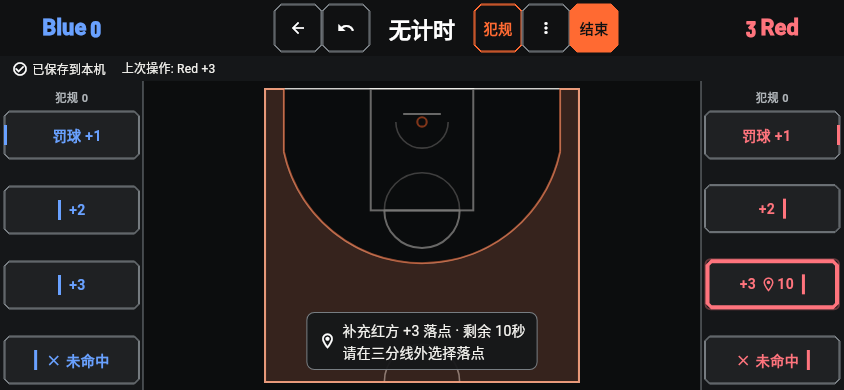 Blue 0
无计时
犯规
结束
3 Red
已保存到本机
上次操作: Red +3
犯规 0
罚球 +1
+2
+3
× 未命中
犯规 0
罚球 +1
+2
+3 10
× 未命中
补充红方 +3 落点 · 剩余 10秒
请在三分线外选择落点